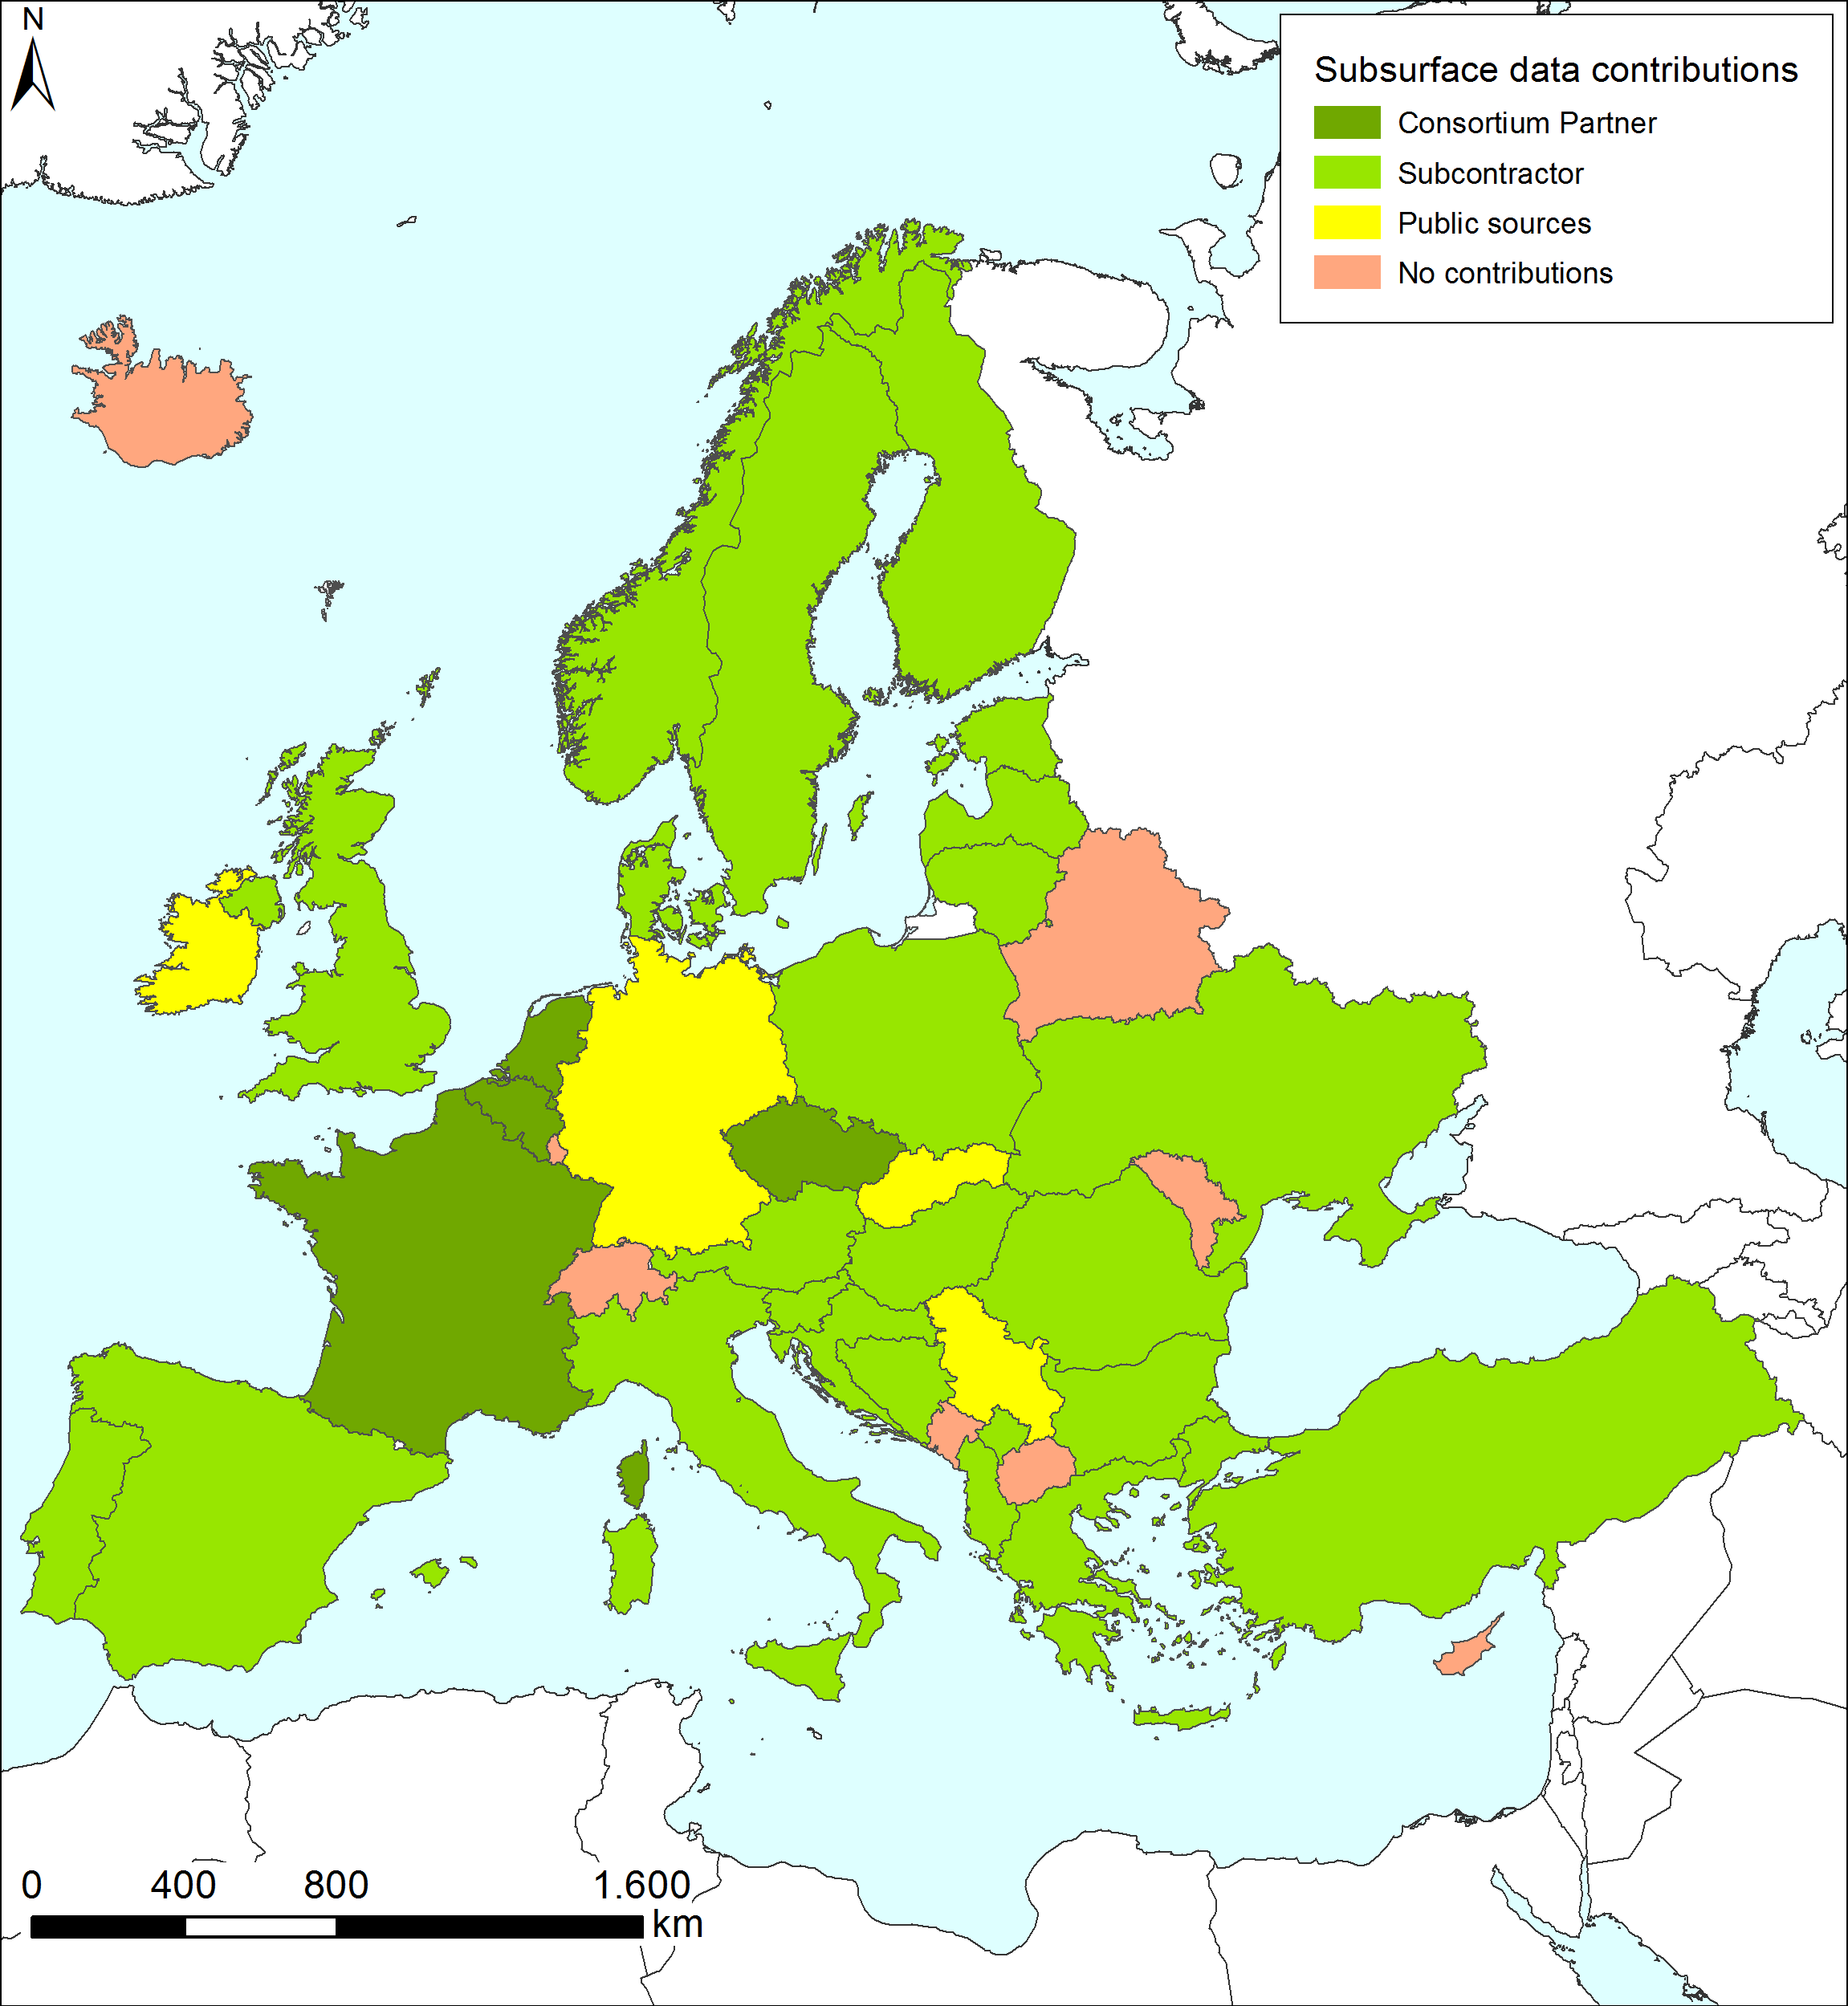 N
Subsurface data contributions
Consortium Partner
Subcontractor
Public sources
No contributions
0 400 800 1.600
km